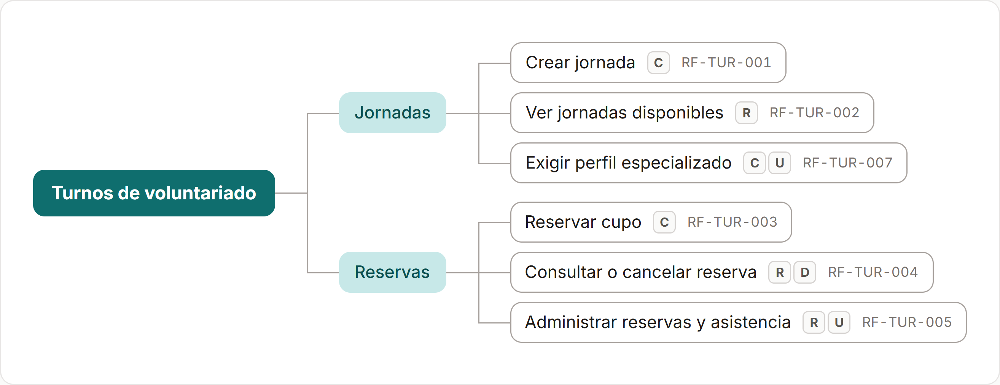 Turnos de voluntariado
Jornadas
Crear jornada C RF-TUR-001
Ver jornadas disponibles R RF-TUR-002
Exigir perfil especializado C U RF-TUR-007
Reservas
Reservar cupo C RF-TUR-003
Consultar o cancelar reserva R D RF-TUR-004
Administrar reservas y asistencia R U RF-TUR-005